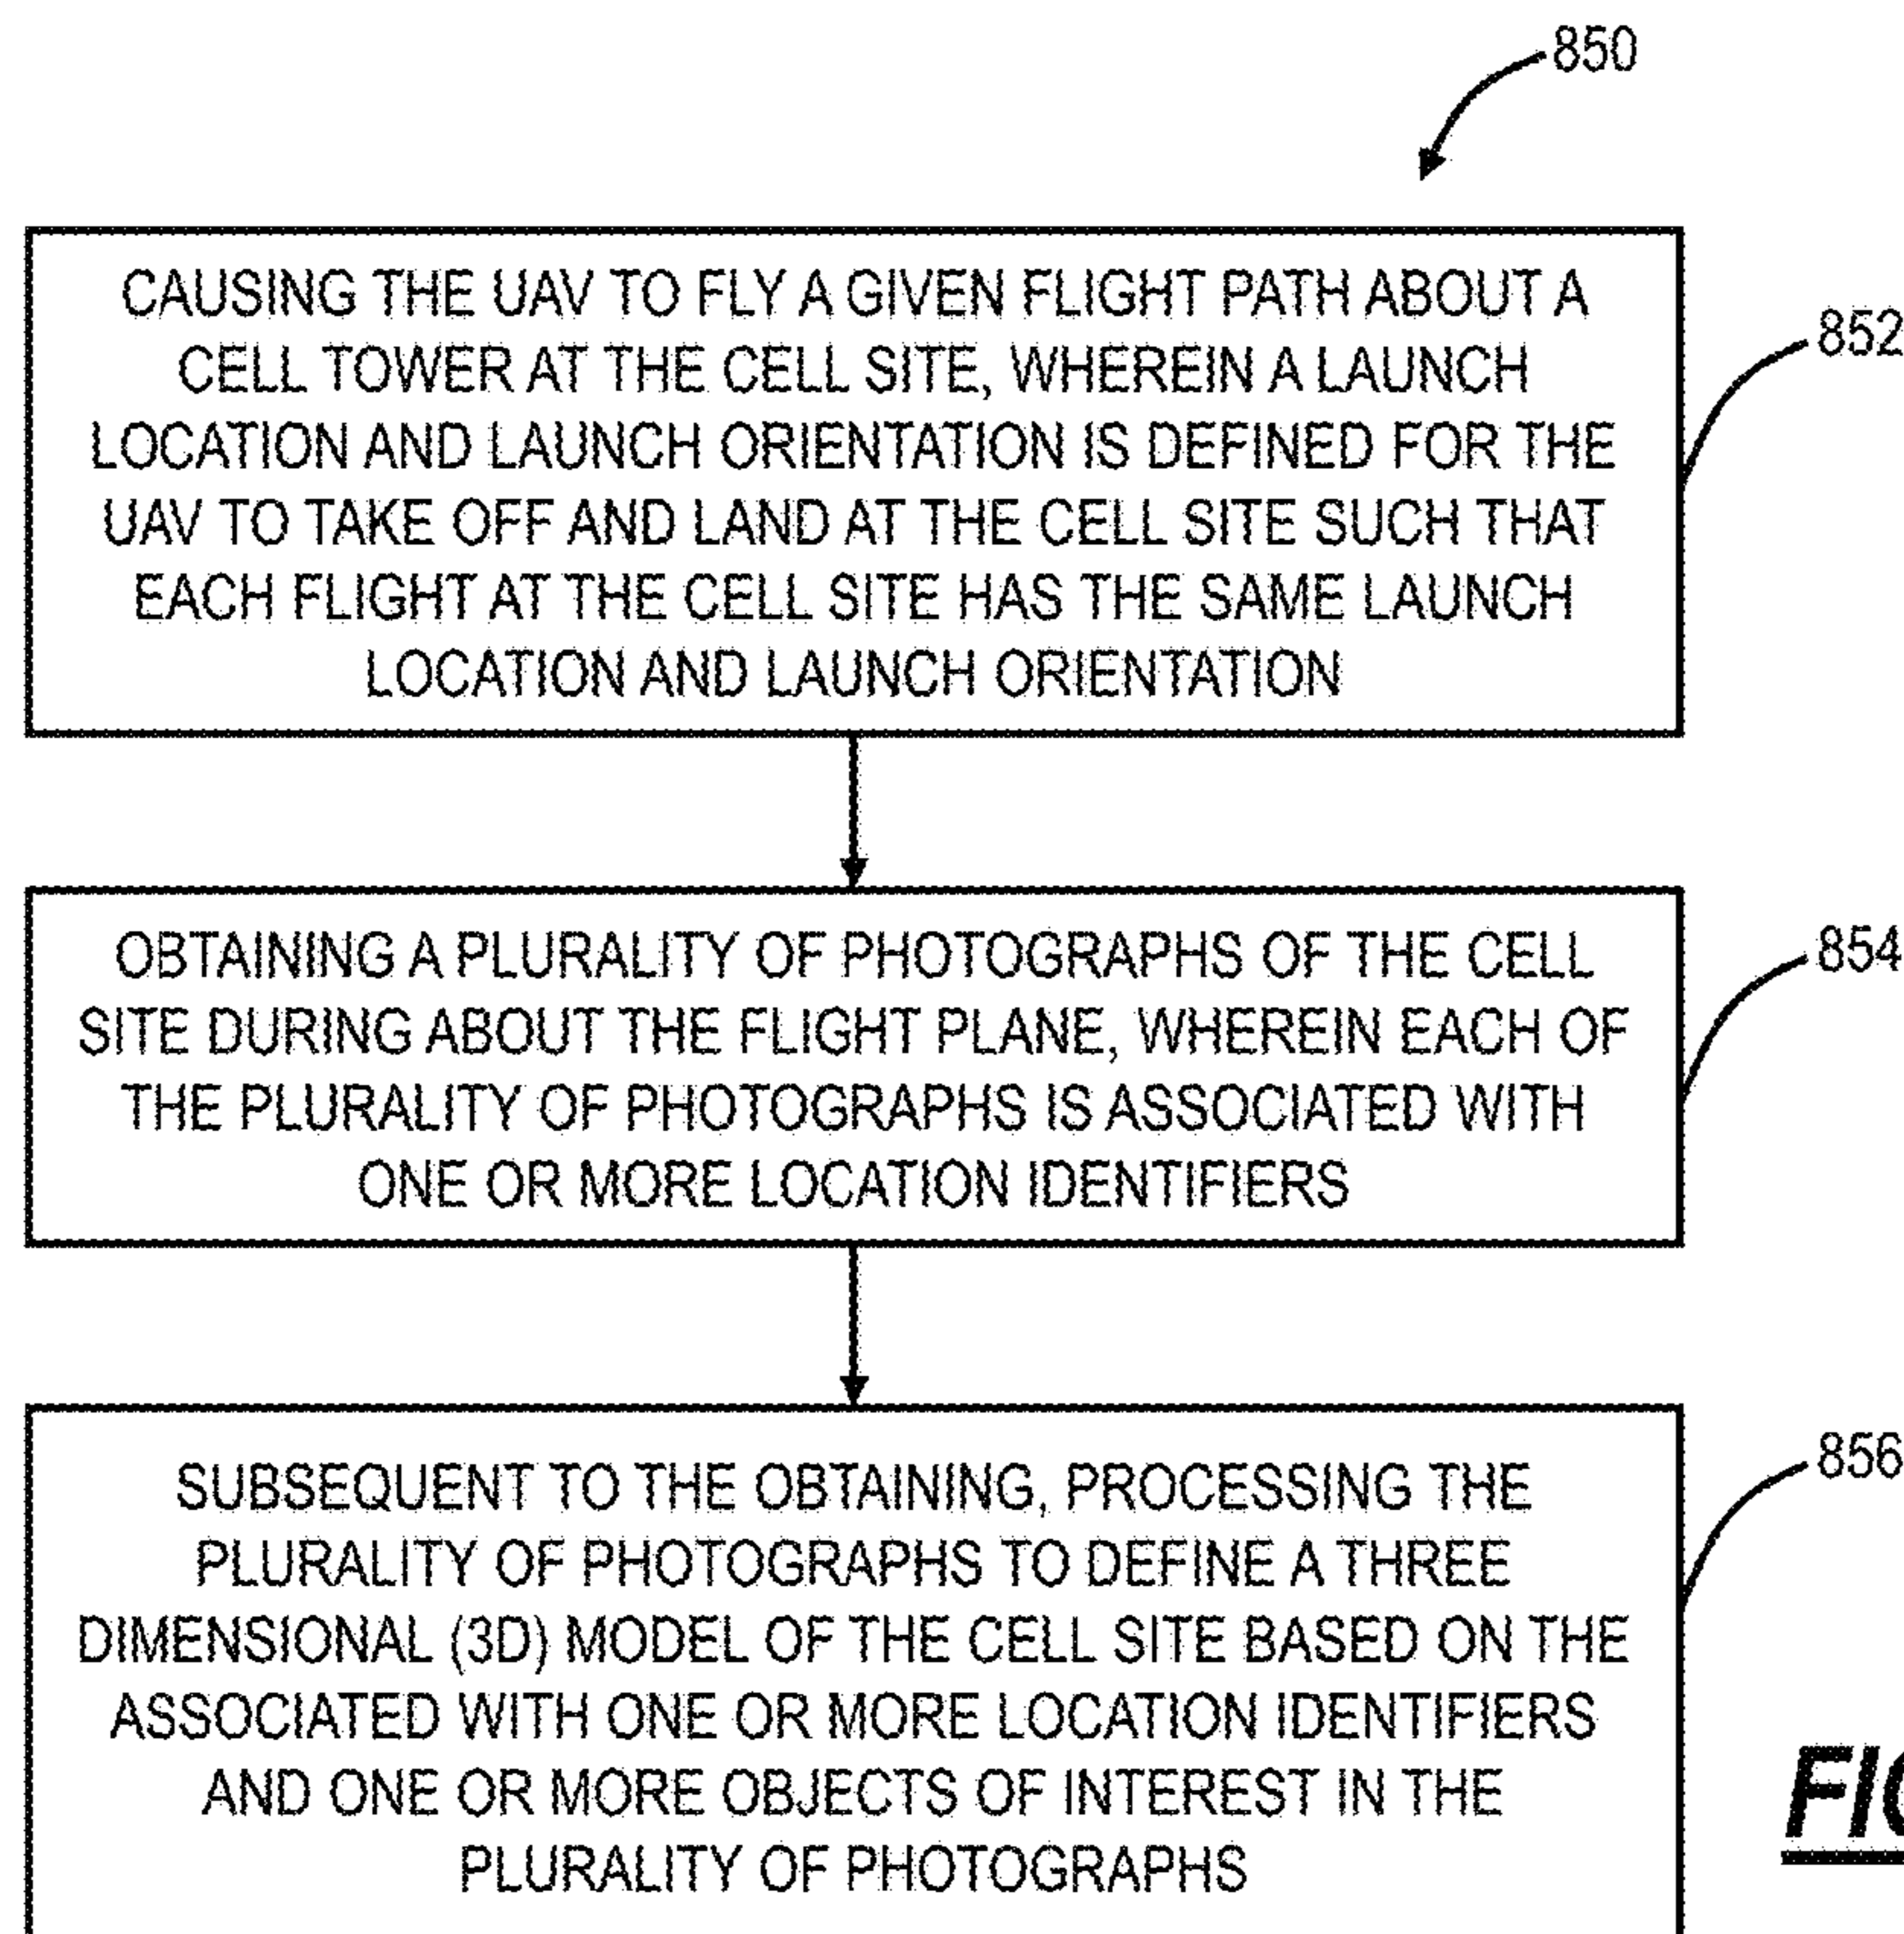 850
CAUSING THE UAV TO FLY A GIVEN FLIGHT PATH ABOUT A
CELL TOWER AT THE CELL SITE, WHEREIN A LAUNCH
LOCATION AND LAUNCH ORIENTATION IS DEFINED FOR THE
UAV TO TAKE OFF AND LAND AT THE CELL SITE SUCH THAT
EACH FLIGHT AT THE CELL SITE HAS THE SAME LAUNCH
LOCATION AND LAUNCH ORIENTATION
852
OBTAINING A PLURALITY OF PHOTOGRAPHS OF THE CELL
SITE DURING ABOUT THE FLIGHT PLANE, WHEREIN EACH OF
THE PLURALITY OF PHOTOGRAPHS IS ASSOCIATED WITH
ONE OR MORE LOCATION IDENTIFIERS
854
SUBSEQUENT TO THE OBTAINING, PROCESSING THE
PLURALITY OF PHOTOGRAPHS TO DEFINE A THREE
DIMENSIONAL (3D) MODEL OF THE CELL SITE BASED ON THE
ASSOCIATED WITH ONE OR MORE LOCATION IDENTIFIERS
AND ONE OR MORE OBJECTS OF INTEREST IN THE
PLURALITY OF PHOTOGRAPHS
856